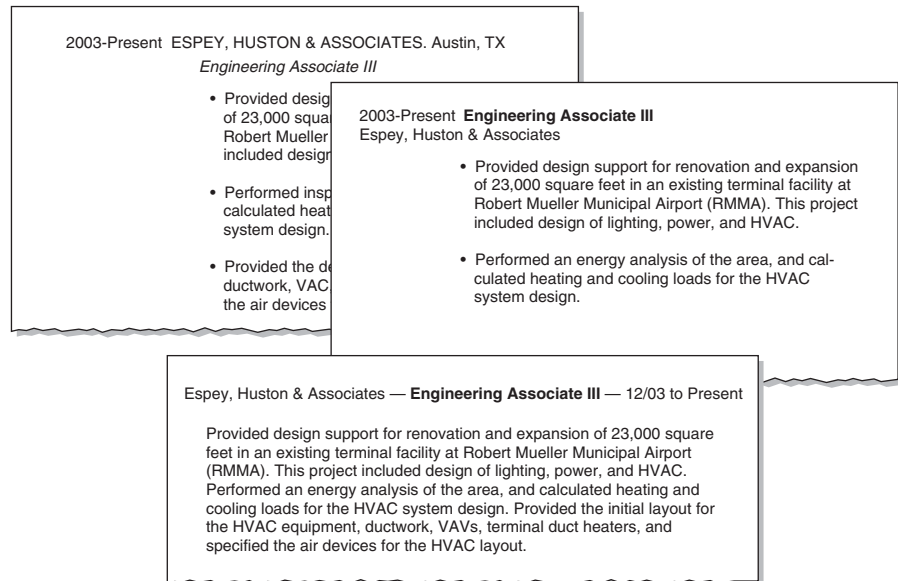 2003-Present ESPEY, HUSTON & ASSOCIATES. Austin, TX
Engineering Associate III
• Provided
of 23,000
Robert Mueller
included
• Performed
calculated
system design.
• Provided the
ductwork,
the air devices
2003-Present Engineering Associate III
Espey, Huston & Associates
• Provided design support for renovation and expansion
of 23,000 square feet in an existing terminal facility at
Robert Mueller Municipal Airport (RMMA). This project
included design of lighting, power, and HVAC.
• Performed an energy analysis of the area, and cal-
culated heating and cooling loads for the HVAC
system design.
Espey, Huston & Associates — Engineering Associate III — 12/03 to Present
Provided design support for renovation and expansion of 23,000 square
feet in an existing terminal facility at Robert Mueller Municipal Airport
(RMMA). This project included design of lighting, power, and HVAC.
Performed an energy analysis of the area, and calculated heating and
cooling loads for the HVAC system design. Provided the initial layout for
the HVAC equipment, ductwork, VAVs, terminal duct heaters, and
specified the air devices for the HVAC layout.